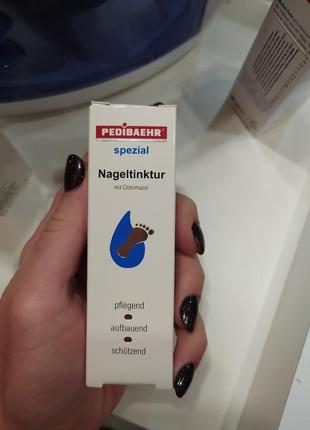 PEDIBAEHR®
spezial
Nageltinktur
mit Clotrimazol
pflegend
aufbauend
schützend